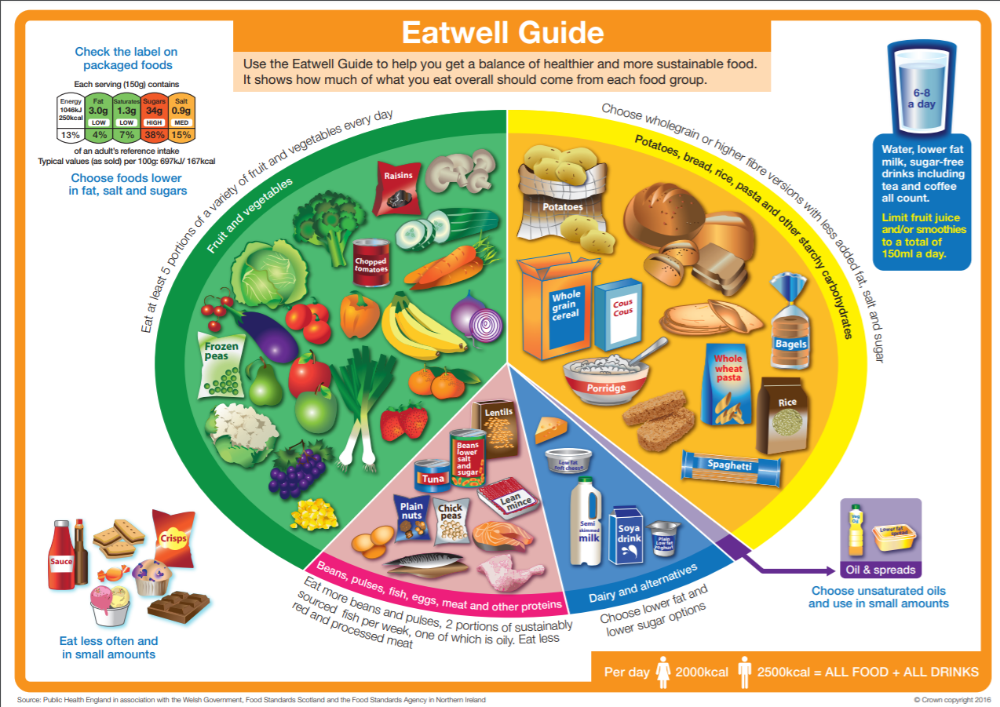 Eatwell Guide
Use the Eatwell Guide to help you get a balance of healthier and more sustainable food.
It shows how much of what you eat overall should come from each food group.
Check the label on
packaged foods
Each serving (150g) contains
Energy
1046kJ
250kcal
13%
Fat
3.0g
LOW
4%
Saturates
1.3g
LOW
7%
Sugars
34g
HIGH
38%
Salt
0.9g
MED
15%
of an adult's reference intake
Typical values (as sold) per 100g: 697kJ/ 167kcal
Choose foods lower
in fat, salt and sugars
6-8
a day
Water, lower fat
milk, sugar-free
drinks including
tea and coffee
all count.
Limit fruit juice
and/or smoothies
to a total of
150ml a day.
Eat at least 5 portions of a variety of fruit and vegetables every day
Fruit and vegetables
Raisins
Chopped
tomatoes
Frozen
peas
Choose wholegrain or higher fibre versions with less added fat, salt and sugar
Potatoes, bread, rice, pasta and other starchy carbohydrates
Potatoes
Whole
grain
cereal
Cous
Cous
Bagels
Porridge
Whole
wheat
pasta
Rice
Spaghetti
Lentils
Beans
lower
salt
and
sugar
Tuna
Plain
nuts
Chick
peas
Lean
mince
Beans, pulses, fish, eggs, meat and other proteins
Eat more beans and pulses, 2 portions of sustainably
sourced fish per week, one of which is oily. Eat less
red and processed meat
Low fat
soft cheese
Semi
skimmed
milk
Soya
drink
Plain
Low fat
yoghurt
Dairy and alternatives
Choose lower fat and
lower sugar options
Veg
Oil
Lower fat
spread
Oil & spreads
Choose unsaturated oils
and use in small amounts
Sauce
Crisps
Eat less often and
in small amounts
Per day 2000kcal 2500kcal = ALL FOOD + ALL DRINKS
Source: Public Health England in association with the Welsh Government, Food Standards Scotland and the Food Standards Agency in Northern Ireland
© Crown copyright 2016